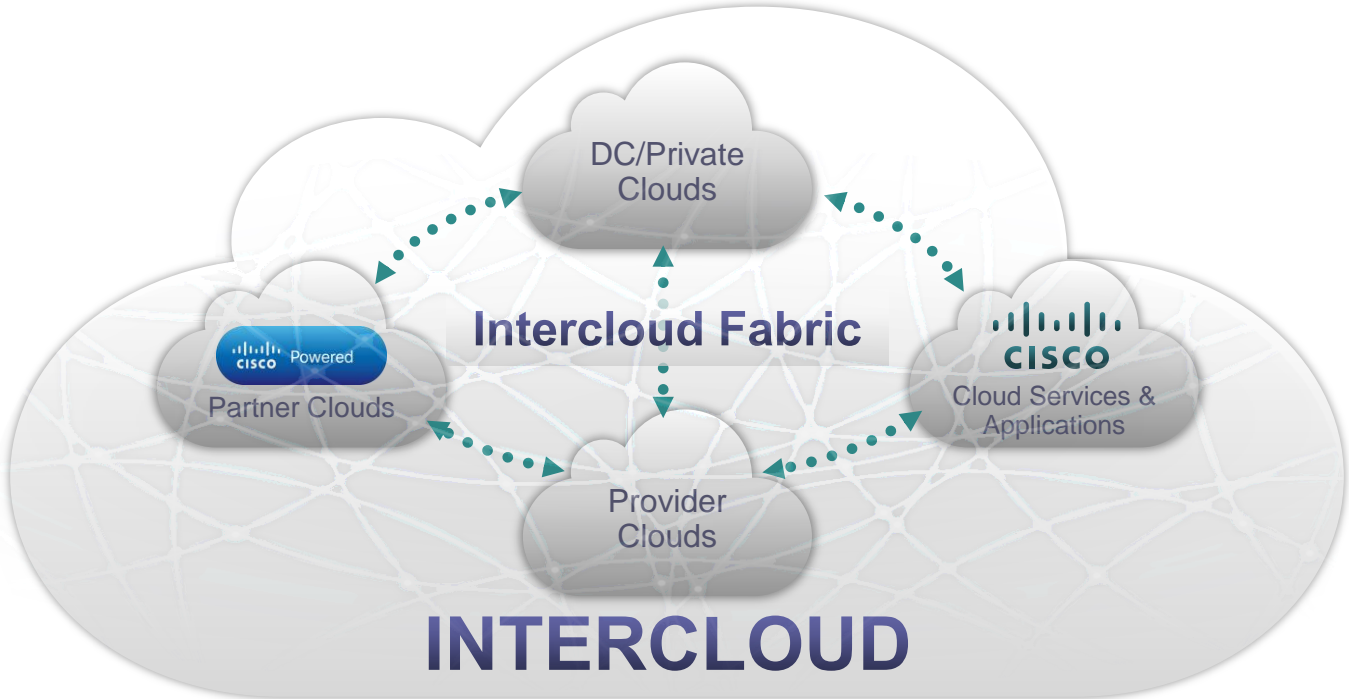 DC/Private
Clouds
Intercloud Fabric
CISCO Powered
Partner Clouds
CISCO
Cloud Services &
Applications
Provider
Clouds
INTERCLOUD